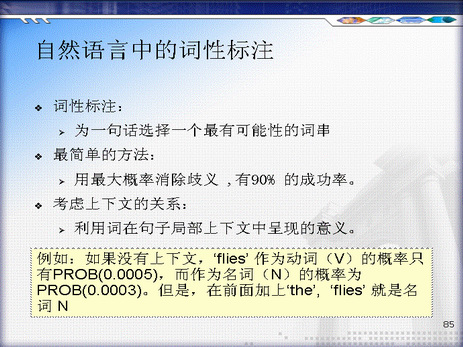 自然语言中的词性标注
词性标注：
为一句话选择一个最有可能性的词串
最简单的方法：
用最大概率消除歧义 ,有90% 的成功率。
考虑上下文的关系：
利用词在句子局部上下文中呈现的意义。
例如：如果没有上下文，‘flies’ 作为动词（V）的概率只
有PROB(0.0005)，而作为名词（N）的概率为
PROB(0.0003)。但是，在前面加上‘the’,  ‘flies’ 就是名
词 N
85